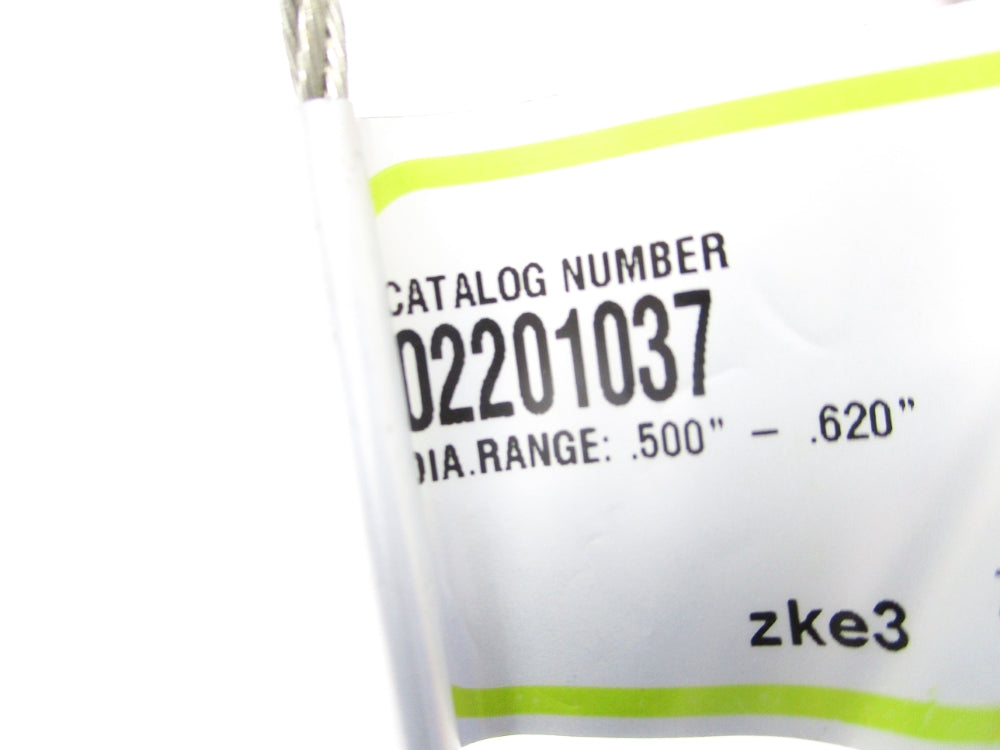 CATALOG NUMBER
02201037
DIA.RANGE: .500" – .620"
zke3